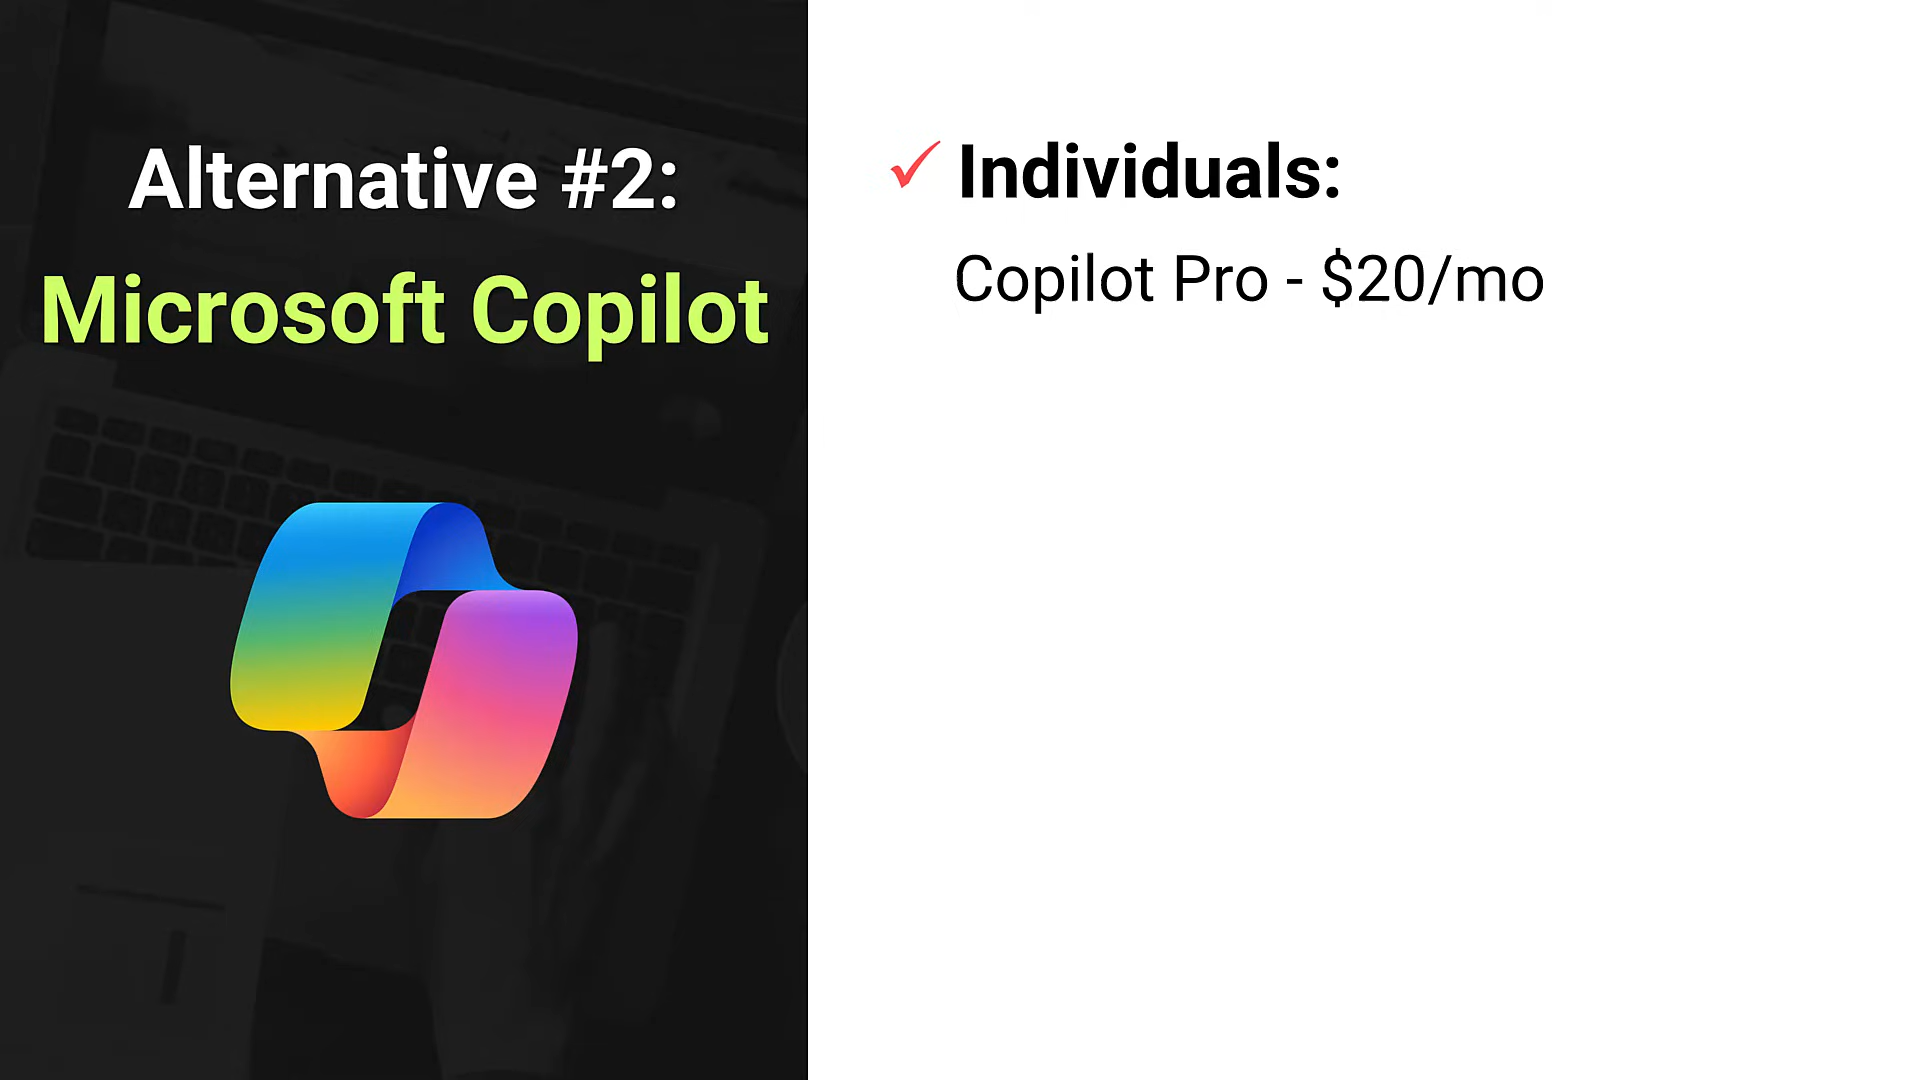 Alternative #2:
Microsoft Copilot
Individuals:
Copilot Pro - $20/mo